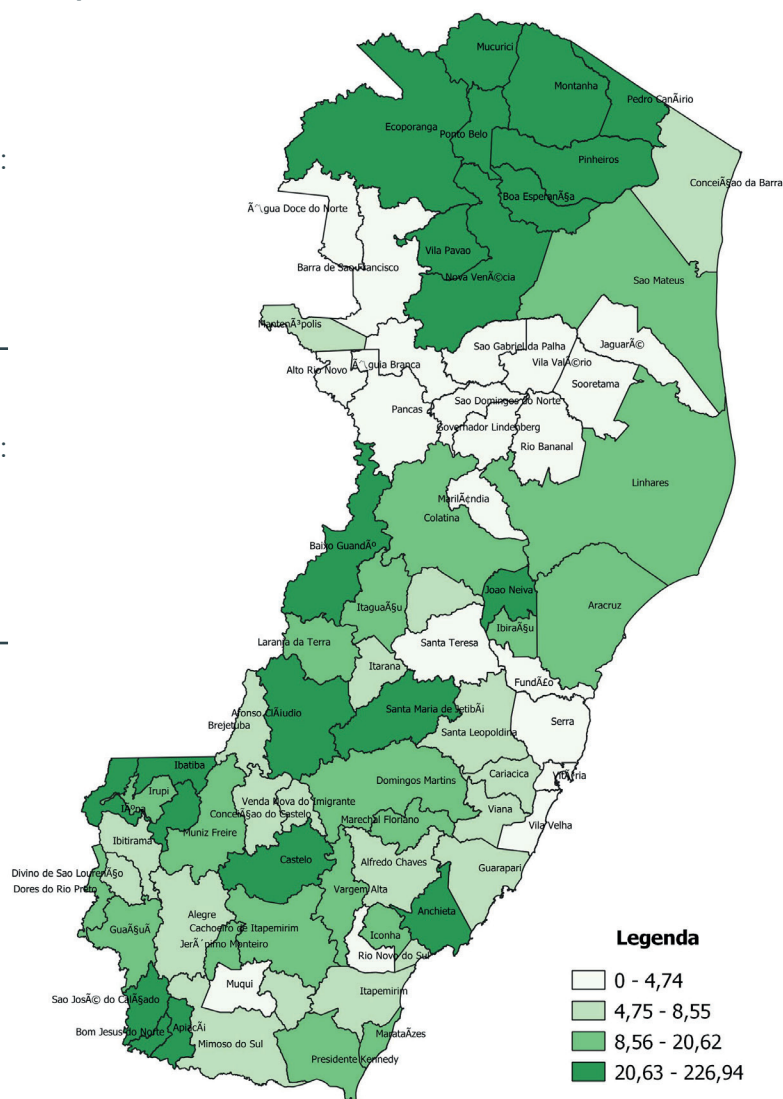 Mucurici
Montanha
Pedro CanÃ¡rio
Ecoporanga
Ponto Belo
Pinheiros
:
Conceição da Barra
Boa EsperanÃ§a
Ã\gua Doce do Norte
Vila Pavao
Barra de Sao Francisco
Nova VenÃ©cia
Sao Mateus
MantenÃ³polis
Sao Gabriel da Palha
JaguarÃ©
Vila ValÃ©rio
Ã\guia Branca
Alto Rio Novo
Sooretama
Sao Domingos do Norte
Pancas
Governador Lindenberg
:
Rio Bananal
Linhares
MarilÃ¢ndia
Colatina
Baixo GuandÃº
Joao Neiva
ItaguaÃ§u
Aracruz
IbiraÃ§u
Laranja da Terra
Santa Teresa
Itarana
FundÃ£o
Santa Maria de JetibÃ¡
Afonso ClÃ¡udio
Serra
Brejetuba
Santa Leopoldina
Ibatiba
Cariacica
VitÃ³ria
Domingos Martins
Irupi
Venda Nova do Imigrante
IÃºna
Viana
ConceiÃ§ao do Castelo
Marechal Floriano
Vila Velha
Muniz Freire
Ibitirama
Castelo
Alfredo Chaves
Guarapari
Divino de Sao LourenÃ§o
Dores do Rio Preto
Vargem Alta
Anchieta
Alegre
Cachoeiro de Itapemirim
GuaÃ§uÃ­
Iconha
JerÃ´nimo Monteiro
Rio Novo do Sul
Muqui
Itapemirim
Sao JosÃ© do CalÃ§ado
ApiacÃ¡
Bom Jesus do Norte
MarataÃ­zes
Mimoso do Sul
Presidente Kennedy
Legenda
0 - 4,74
4,75 - 8,55
8,56 - 20,62
20,63 - 226,94